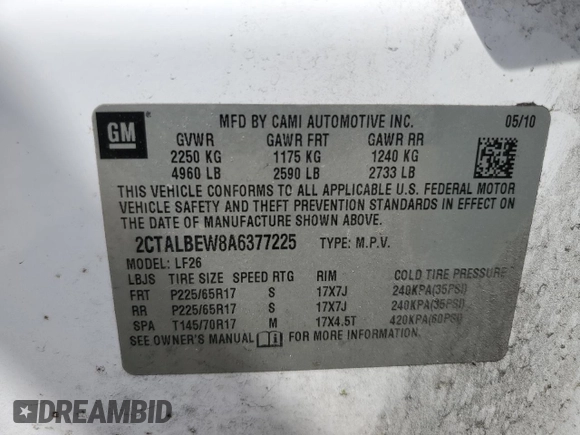 GM
MFD BY CAMI AUTOMOTIVE INC. 05/10
GVWR GAWR FRT GAWR RR
2250 KG 1175 KG 1240 KG
4960 LB 2590 LB 2733 LB
THIS VEHICLE CONFORMS TO ALL APPLICABLE U.S. FEDERAL MOTOR
VEHICLE SAFETY AND THEFT PREVENTION STANDARDS IN EFFECT ON
THE DATE OF MANUFACTURE SHOWN ABOVE.
2CTALBEW8A6377225 TYPE: M.P.V.
MODEL: LF26
LBJS TIRE SIZE SPEED RTG RIM COLD TIRE PRESSURE
FRT P225/65R17 S 17X7J 240KPA(35PSI)
RR P225/65R17 S 17X7J 240KPA(35PSI)
SPA T145/70R17 M 17X4.5T 420KPA(60PSI)
SEE OWNER'S MANUAL FOR MORE INFORMATION.
DREAMBID.COM